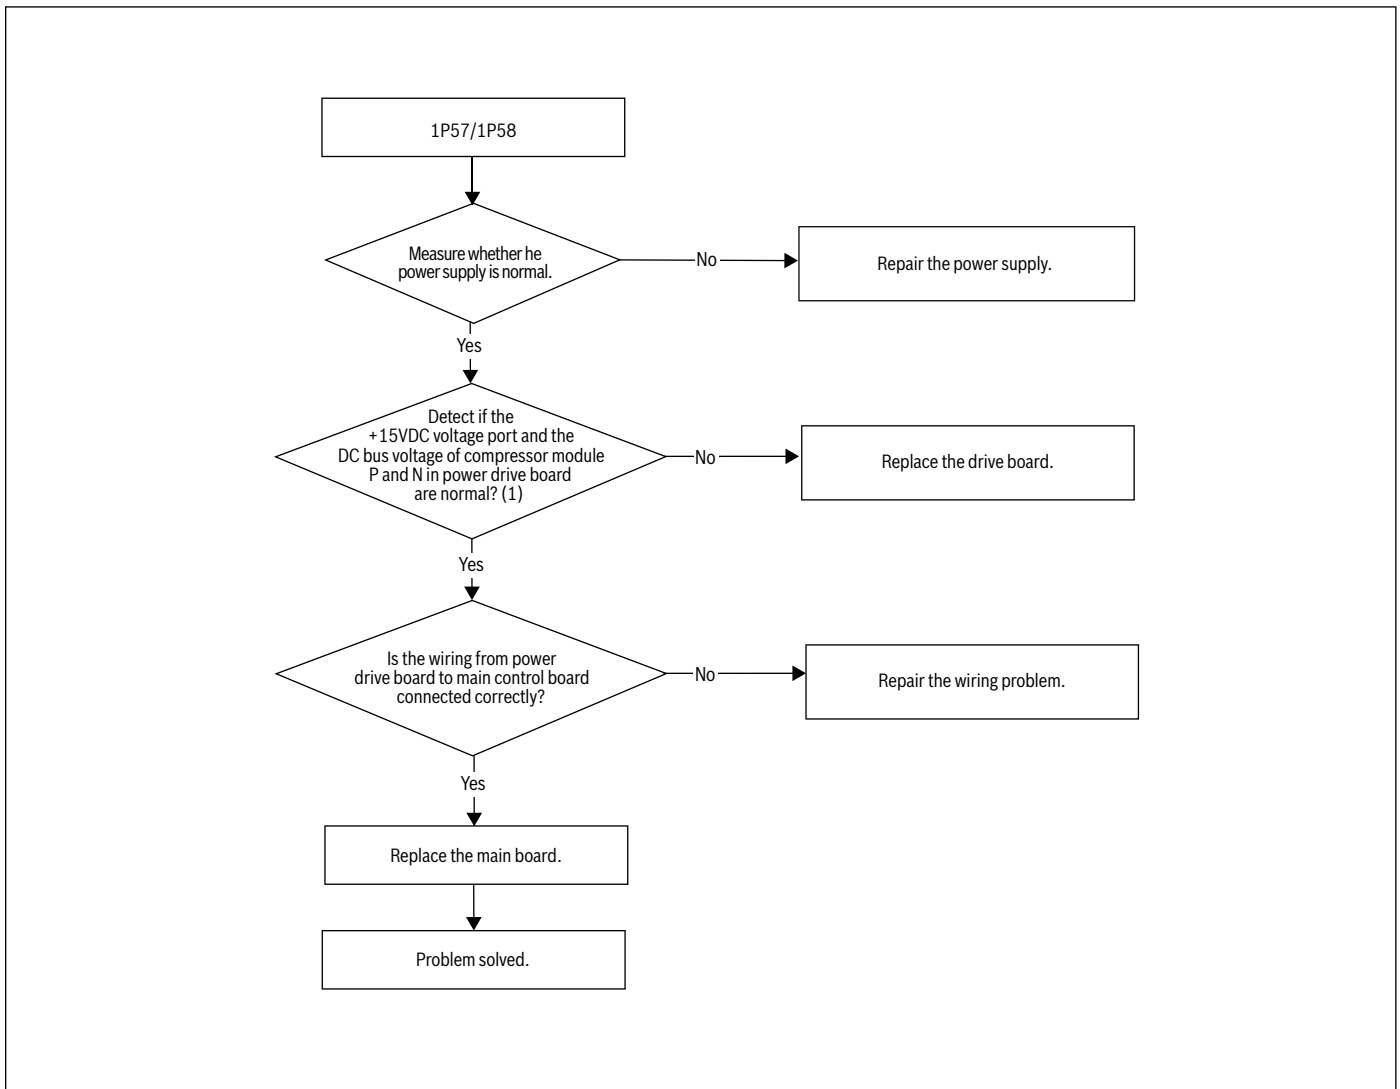 1P57/1P58
Measure whether he
power supply is normal.
No
Repair the power supply.
Yes
Detect if the
+15VDC voltage port and the
DC bus voltage of compressor module
P and N in power drive board
are normal? (1)
No
Replace the drive board.
Yes
Is the wiring from power
drive board to main control board
connected correctly?
No
Repair the wiring problem.
Yes
Replace the main board.
Problem solved.